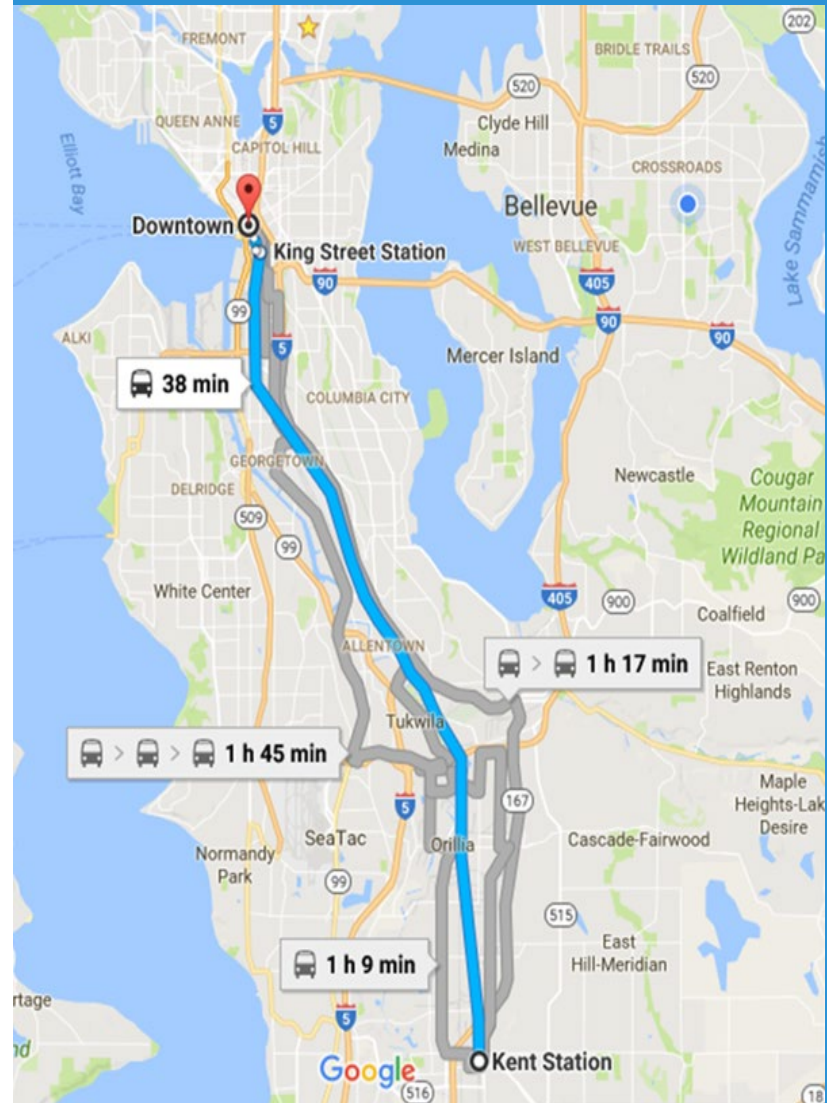 202
FREMONT
BRIDLE TRAILS
520
520
QUEEN ANNE
5
Clyde Hill
CAPITOL HILL
Medina
Elliott Bay
CROSSROADS
Lake Sammamish
Bellevue
Downtown
WEST BELLEVUE
King Street Station
90
405
99
90
90
ALKI
5
Mercer Island
38 min
COLUMBIA CITY
GEORGETOWN
Newcastle
Cougar
Mountain
Regional
Wildland Pa
DELRIDGE
509
99
White Center
405
900
900
Coalfield
ALLENTOWN
> 1 h 17 min
East Renton
Highlands
Tukwila
> > 1 h 45 min
5
167
Maple
Heights-Lak
Desire
SeaTac
Orillia
Cascade-Fairwood
Normandy
Park
99
515
East
Hill-Meridian
1 h 9 min
rtage
5
nd
Google
Kent Station
516
18